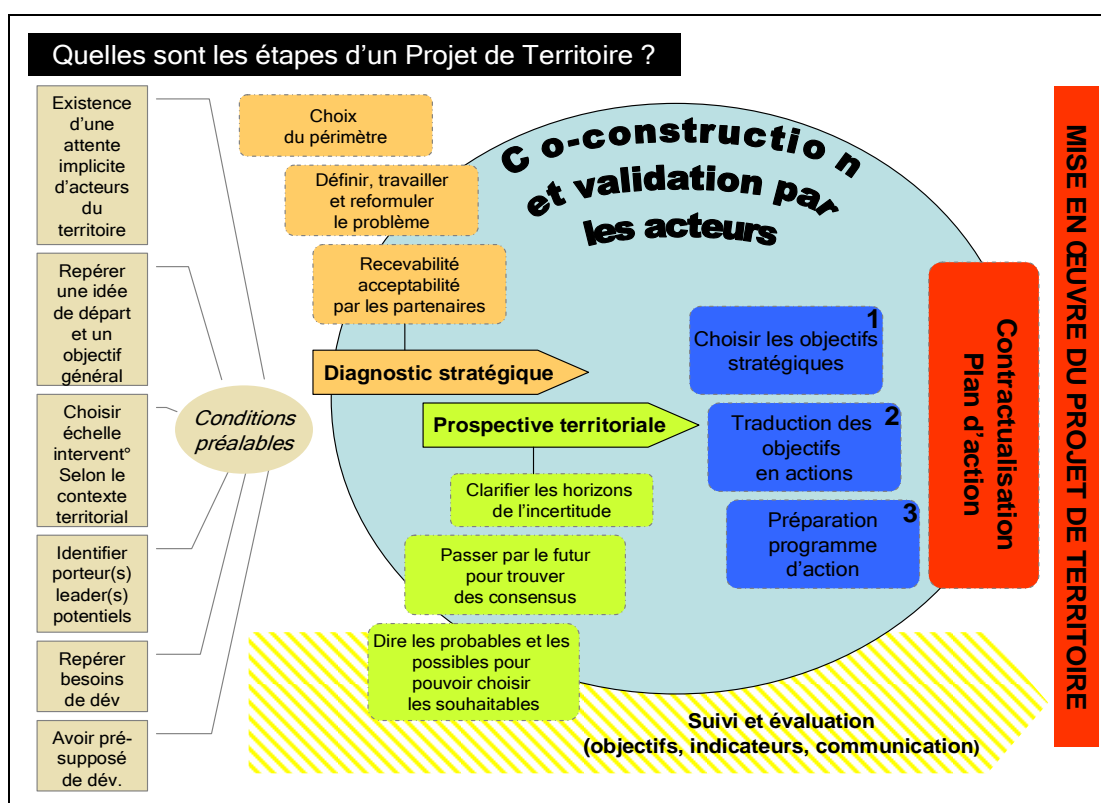 Quelles sont les étapes d'un Projet de Territoire ?
Existence
d'une
attente
implicite
d'acteurs
du
territoire
Repérer
une idée
de départ
et un
objectif
général
Choisir
échelle
intervent°
Selon le
contexte
territorial
Identifier
porteur(s)
leader(s)
potentiels
Repérer
besoins
de dév
Avoir pré-
supposé
de dév.
Conditions
préalables
Choix
du périmètre
Définir, travailler
et reformuler
le problème
Recevabilité
acceptabilité
par les partenaires
Diagnostic stratégique
Co-construction
et validation par
les acteurs
Prospective territoriale
Clarifier les horizons
de l'incertitude
Passer par le futur
pour trouver
des consensus
Dire les probables et les
possibles pour
pouvoir choisir
les souhaitables
1
Choisir les objectifs
stratégiques
2
Traduction des
objectifs
en actions
3
Préparation
programme
d'action
Contractualisation
Plan d'action
Suivi et évaluation
(objectifs, indicateurs, communication)
MISE EN ŒUVRE DU PROJET DE TERRITOIRE